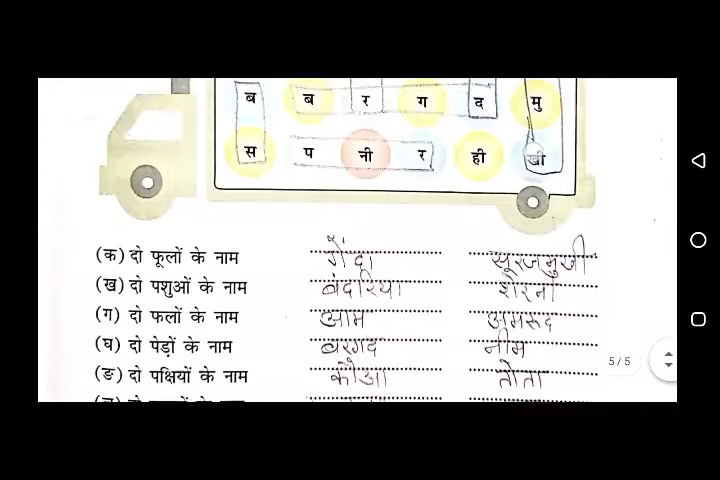 ब ब र ग द मु
स प नी र ही खी
(क) दो फूलों के नाम गेंदा सूरजमुखी
(ख) दो पशुओं के नाम बंदरिया शेरनी
(ग) दो फलों के नाम आम अमरूद
(घ) दो पेड़ों के नाम बरगद नीम
(ङ) दो पक्षियों के नाम कौआ तोता
5/5